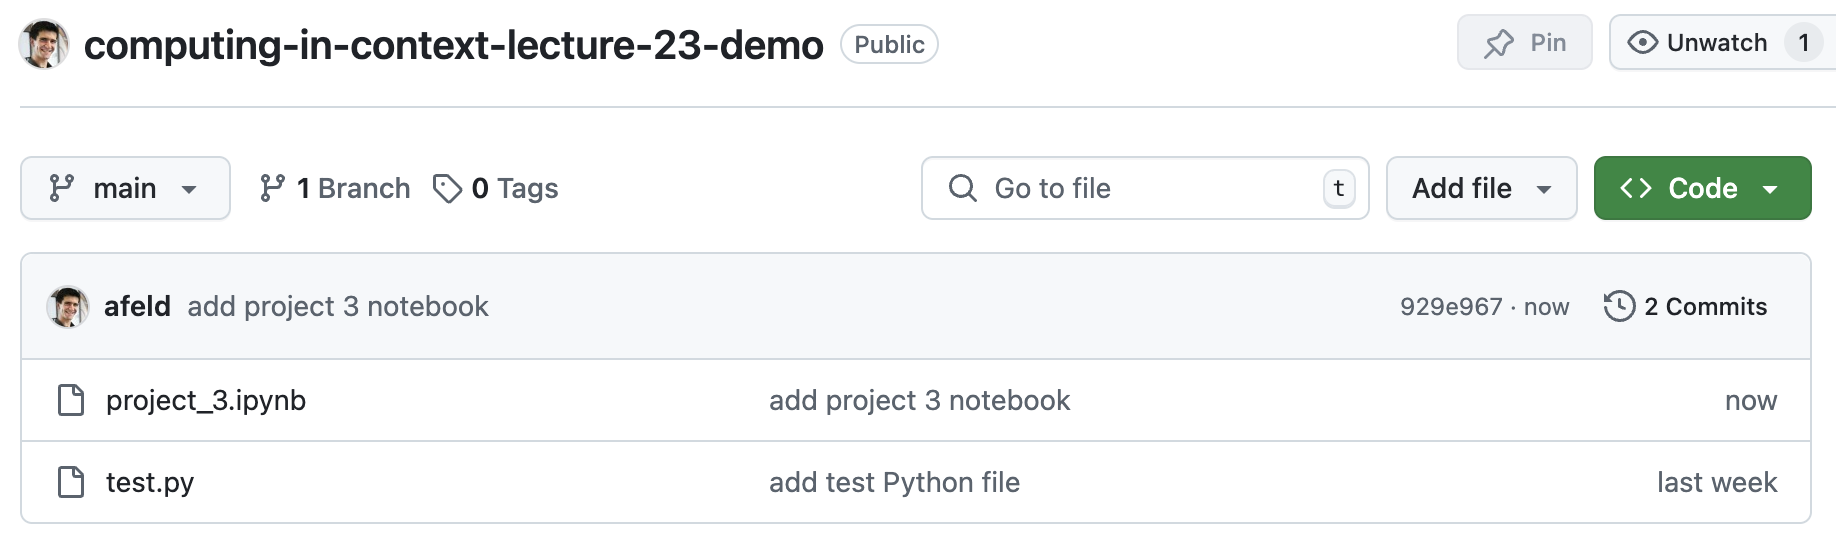 computing-in-context-lecture-23-demo Public Pin Unwatch 1
main 1 Branch 0 Tags Go to file t Add file Code
afeld add project 3 notebook 929e967 · now 2 Commits
project_3.ipynb add project 3 notebook now
test.py add test Python file last week